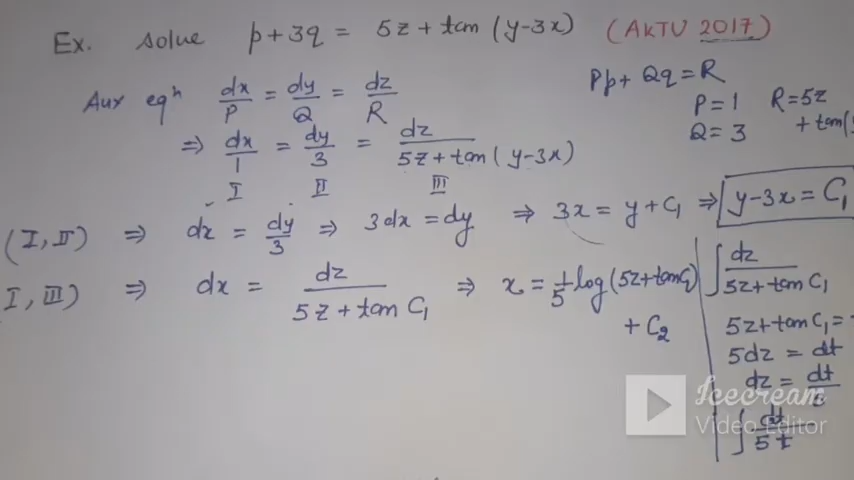 Ex. solve p+3q = 5z + tan (y-3x) (AKTU 2017)
Aux eqⁿ dx/P = dy/Q = dz/R
Pp + Qq = R
P = 1 R = 5z
Q = 3 + tan(
⇒ dx/1 = dy/3 = dz/(5z + tan(y-3x))
I II III
(I, II) ⇒ dx = dy/3 ⇒ 3dx = dy ⇒ 3x = y + C₁ ⇒ y-3x = C₁
I, III) ⇒ dx = dz/(5z + tan C₁) ⇒ x = 1/5 log(5z+tanC₁) + C₂
∫ dz/(5z + tan C₁)
5z + tan C₁ =
5dz = dt
dz = dt/
∫ dt/5t
Icecream
Video Editor